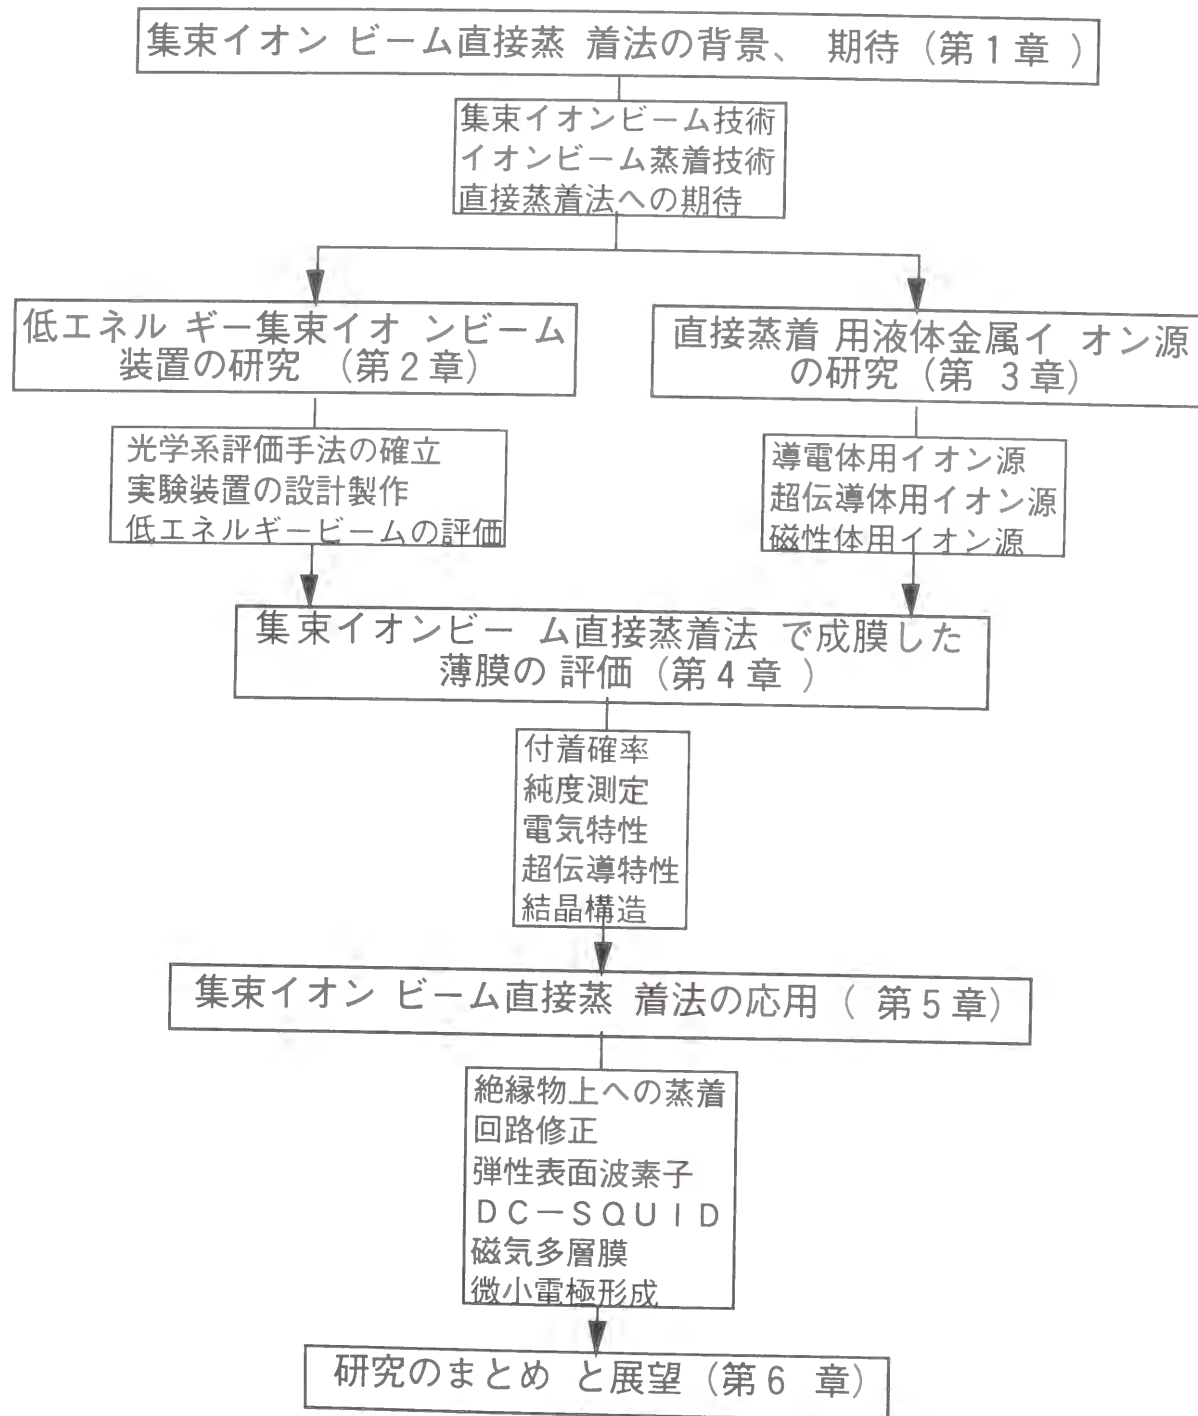 集束イオンビーム直接蒸着法の背景、期待（第1章）
集束イオンビーム技術
イオンビーム蒸着技術
直接蒸着法への期待
低エネルギー集束イオンビーム
装置の研究（第2章）
直接蒸着用液体金属イオン源
の研究（第3章）
光学系評価手法の確立
実験装置の設計製作
低エネルギービームの評価
導電体用イオン源
超伝導体用イオン源
磁性体用イオン源
集束イオンビーム直接蒸着法で成膜した
薄膜の評価（第4章）
付着確率
純度測定
電気特性
超伝導特性
結晶構造
集束イオンビーム直接蒸着法の応用（第5章）
絶縁物上への蒸着
回路修正
弾性表面波素子
DC－SQUID
磁気多層膜
微小電極形成
研究のまとめと展望（第6章）